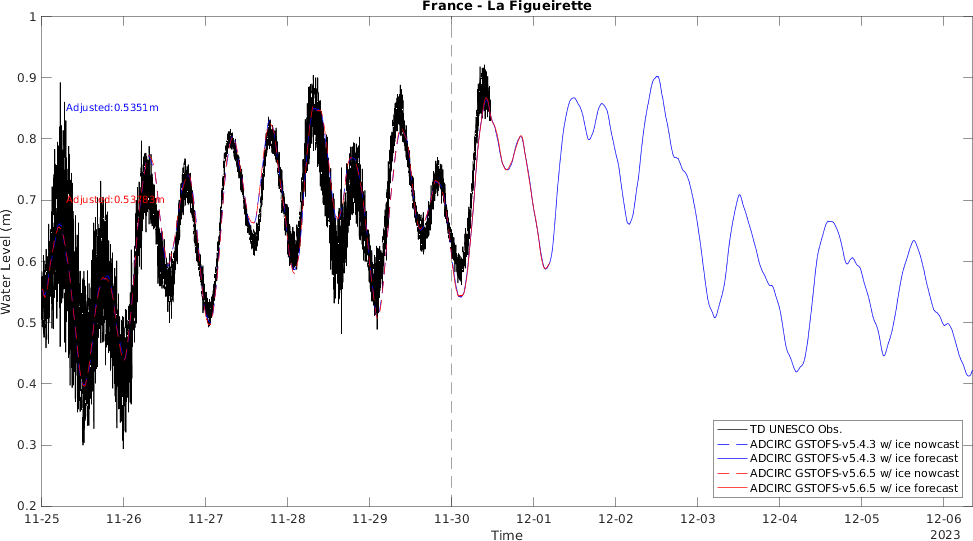 France - La Figueirette
Water Level (m)
1
0.9
0.8
0.7
0.6
0.5
0.4
0.3
0.2
Adjusted:0.5351m
TD UNESCO Obs.
ADCIRC GSTOFS-v5.4.3 w/ ice nowcast
ADCIRC GSTOFS-v5.4.3 w/ ice forecast
ADCIRC GSTOFS-v5.6.5 w/ ice nowcast
ADCIRC GSTOFS-v5.6.5 w/ ice forecast
11-25 11-26 11-27 11-28 11-29 11-30 12-01 12-02 12-03 12-04 12-05 12-06
Time
2023